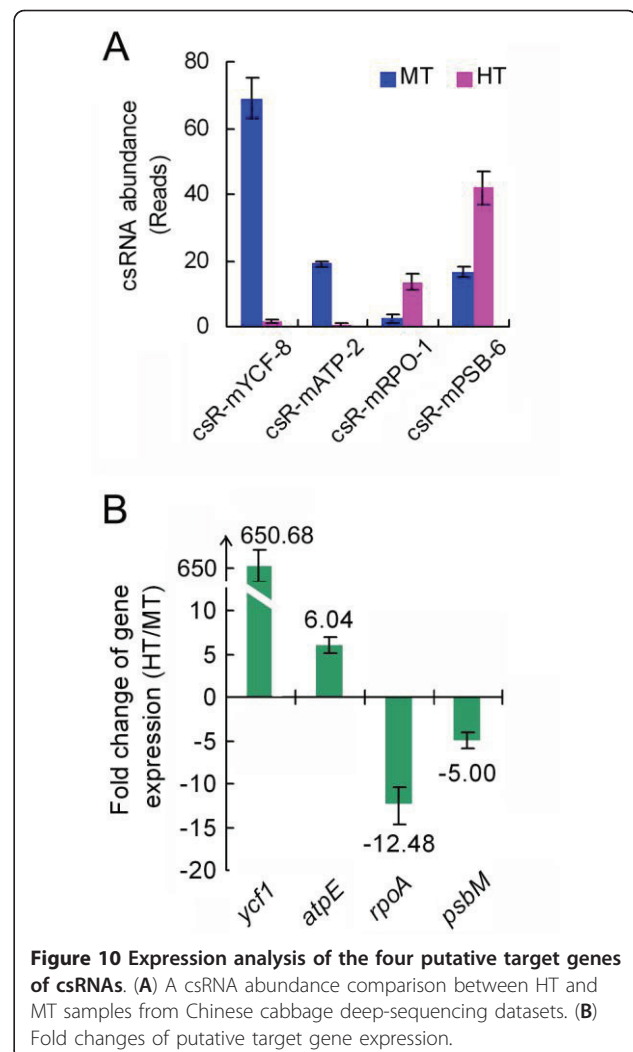 A
80
60
40
20
0
csRNA abundance
(Reads)
MT HT
csR-mYCF-8
csR-mATP-2
csR-mRPO-1
csR-mPSB-6
B
650
10
5
0
-5
-10
-15
-20
Fold change of gene
expression (HT/MT)
650.68
6.04
-12.48
-5.00
ycf1
atpE
rpoA
psbM
Figure 10 Expression analysis of the four putative target genes
of csRNAs. (A) A csRNA abundance comparison between HT and
MT samples from Chinese cabbage deep-sequencing datasets. (B)
Fold changes of putative target gene expression.